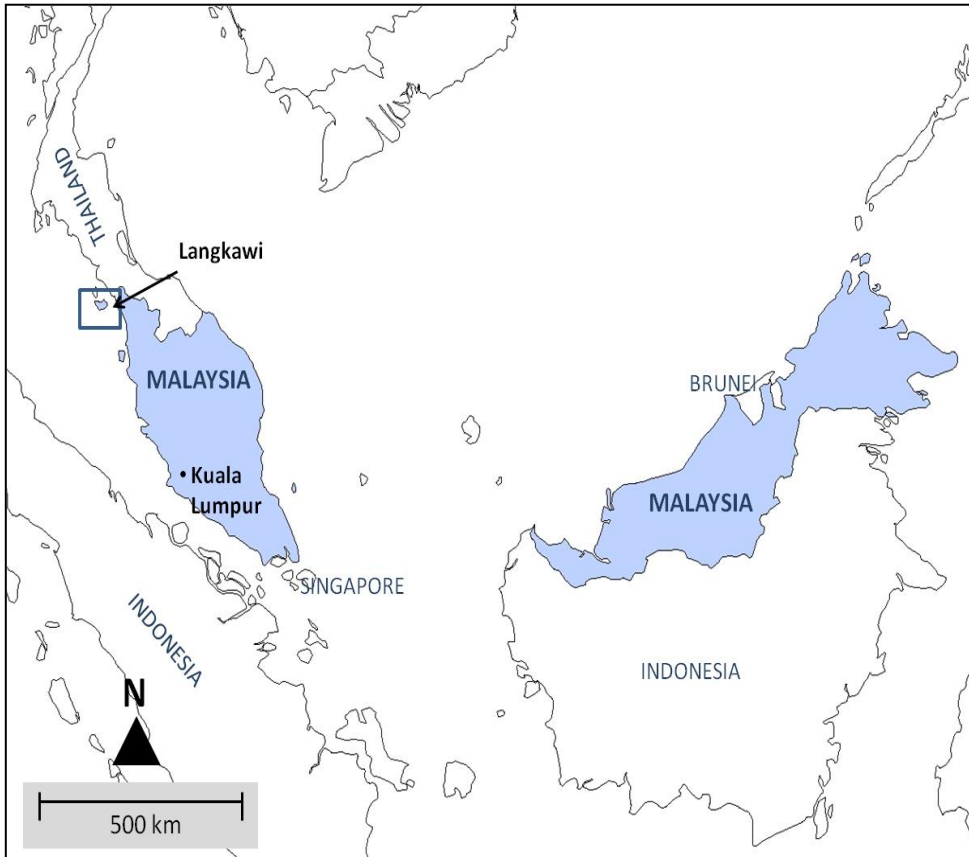 THAILAND
Langkawi
MALAYSIA
BRUNEI
• Kuala
Lumpur
MALAYSIA
SINGAPORE
INDONESIA
INDONESIA
N
500 km